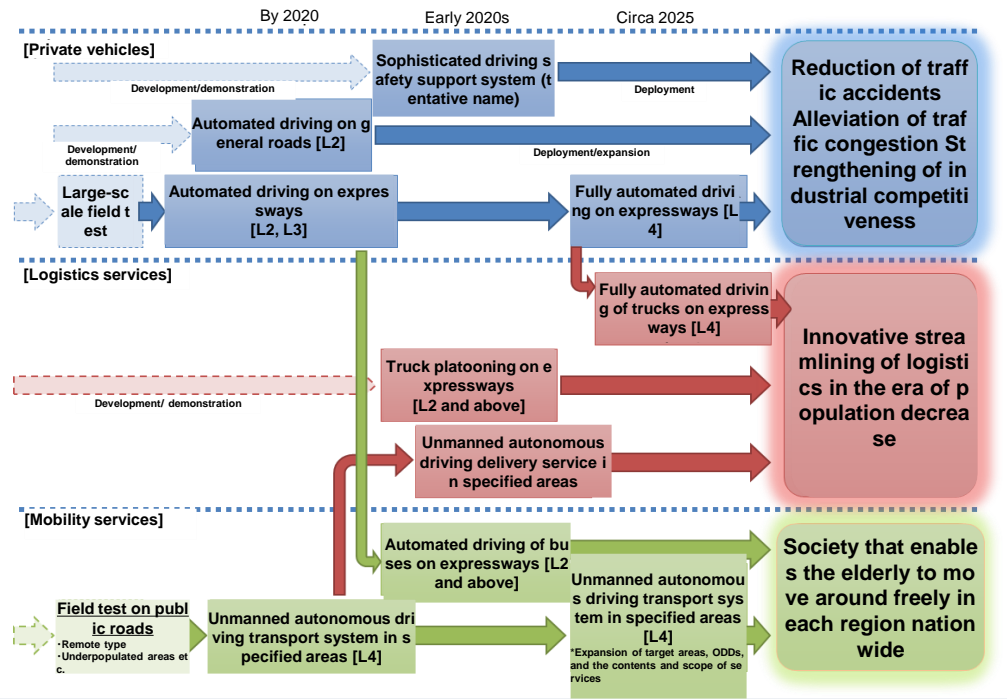 By 2020
Early 2020s
Circa 2025
[Private vehicles]
Development/demonstration
Sophisticated driving s
afety support system (t
entative name)
Deployment
Development/
demonstration
Automated driving on g
eneral roads [L2]
Deployment/expansion
Large-sc
ale field t
est
Automated driving on expres
sways
[L2, L3]
Fully automated drivi
ng on expressways [L
4]
Reduction of traff
ic accidents
Alleviation of traf
fic congestion St
rengthening of in
dustrial competiti
veness
[Logistics services]
Fully automated drivin
g of trucks on express
ways [L4]
Development/ demonstration
Truck platooning on e
xpressways
[L2 and above]
Unmanned autonomous
driving delivery service i
n specified areas
Innovative strea
mlining of logisti
cs in the era of p
opulation decrea
se
[Mobility services]
Automated driving of bu
ses on expressways [L2
and above]
Field test on publ
ic roads
・Remote type
・Underpopulated areas et
c.
Unmanned autonomous dri
ving transport system in s
pecified areas [L4]
Unmanned autonomou
s driving transport sys
tem in specified areas
[L4]
*Expansion of target areas, ODDs,
and the contents and scope of se
rvices
Society that enable
s the elderly to mo
ve around freely in
each region nation
wide